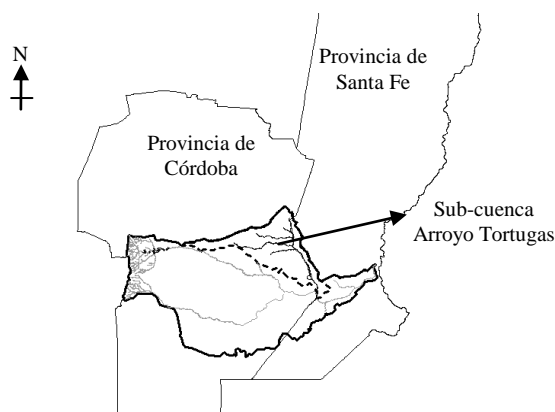 N
Provincia de
Santa Fe
Provincia de
Córdoba
Sub-cuenca
Arroyo Tortugas